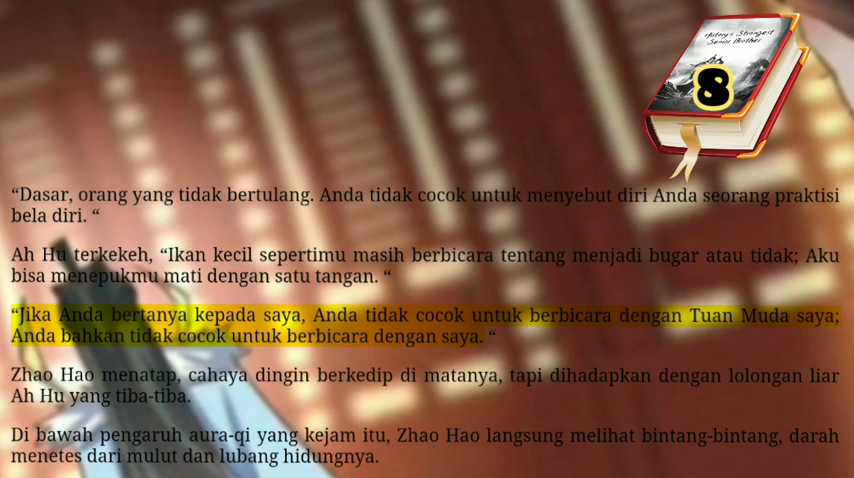 History's Strongest
Senior Brother
8
“Dasar, orang yang tidak bertulang. Anda tidak cocok untuk menyebut diri Anda seorang praktisi
bela diri. “
Ah Hu terkekeh, “Ikan kecil sepertimu masih berbicara tentang menjadi bugar atau tidak; Aku
bisa menepukmu mati dengan satu tangan. “
“Jika Anda bertanya kepada saya, Anda tidak cocok untuk berbicara dengan Tuan Muda saya;
Anda bahkan tidak cocok untuk berbicara dengan saya. “
Zhao Hao menatap, cahaya dingin berkedip di matanya, tapi dihadapkan dengan lolongan liar
Ah Hu yang tiba-tiba.
Di bawah pengaruh aura-qi yang kejam itu, Zhao Hao langsung melihat bintang-bintang, darah
menetes dari mulut dan lubang hidungnya.